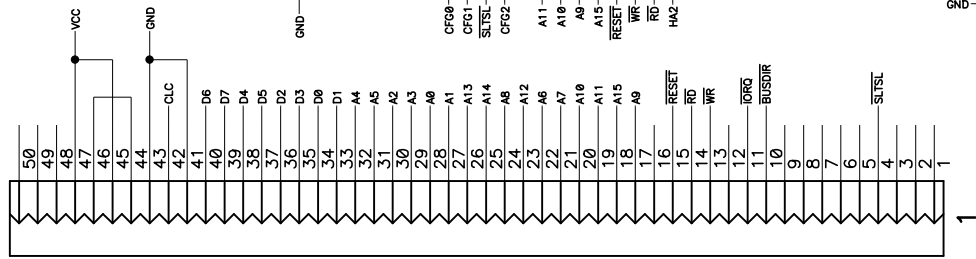 VCC
GND
GND
CFG0
CFG1
SLTSL
CFG2
A11
A10
A9
A15
RESET
WR
RD
HA2
GND
CLC
D6
D7
D4
D5
D2
D3
D0
D1
A4
A5
A2
A3
A0
A1
A13
A14
A8
A12
A6
A7
A10
A11
A15
A9
RESET
RD
WR
IORQ
BUSDIR
SLTSL
50
49
48
47
46
45
44
43
42
41
40
39
38
37
36
35
34
33
32
31
30
29
28
27
26
25
24
23
22
21
20
19
18
17
16
15
14
13
12
11
10
9
8
7
6
5
4
3
2
1
1